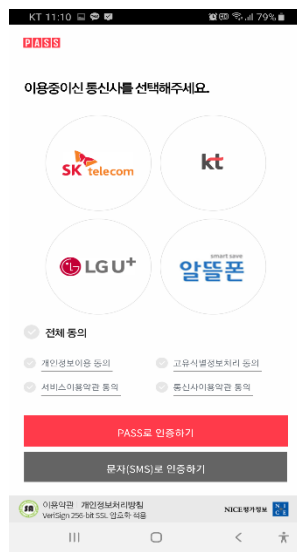 KT 11:10
79%
PASS
이용중이신 통신사를 선택해주세요.
SK telecom
kt
LG U+
smart save
알뜰폰
전체 동의
개인정보이용 동의
고유식별정보처리 동의
서비스이용약관 동의
통신사이용약관 동의
PASS로 인증하기
문자(SMS)로 인증하기
이용약관 개인정보처리방침
VeriSign 256 bit SSL 암호화 적용
NICE평가정보
NICE